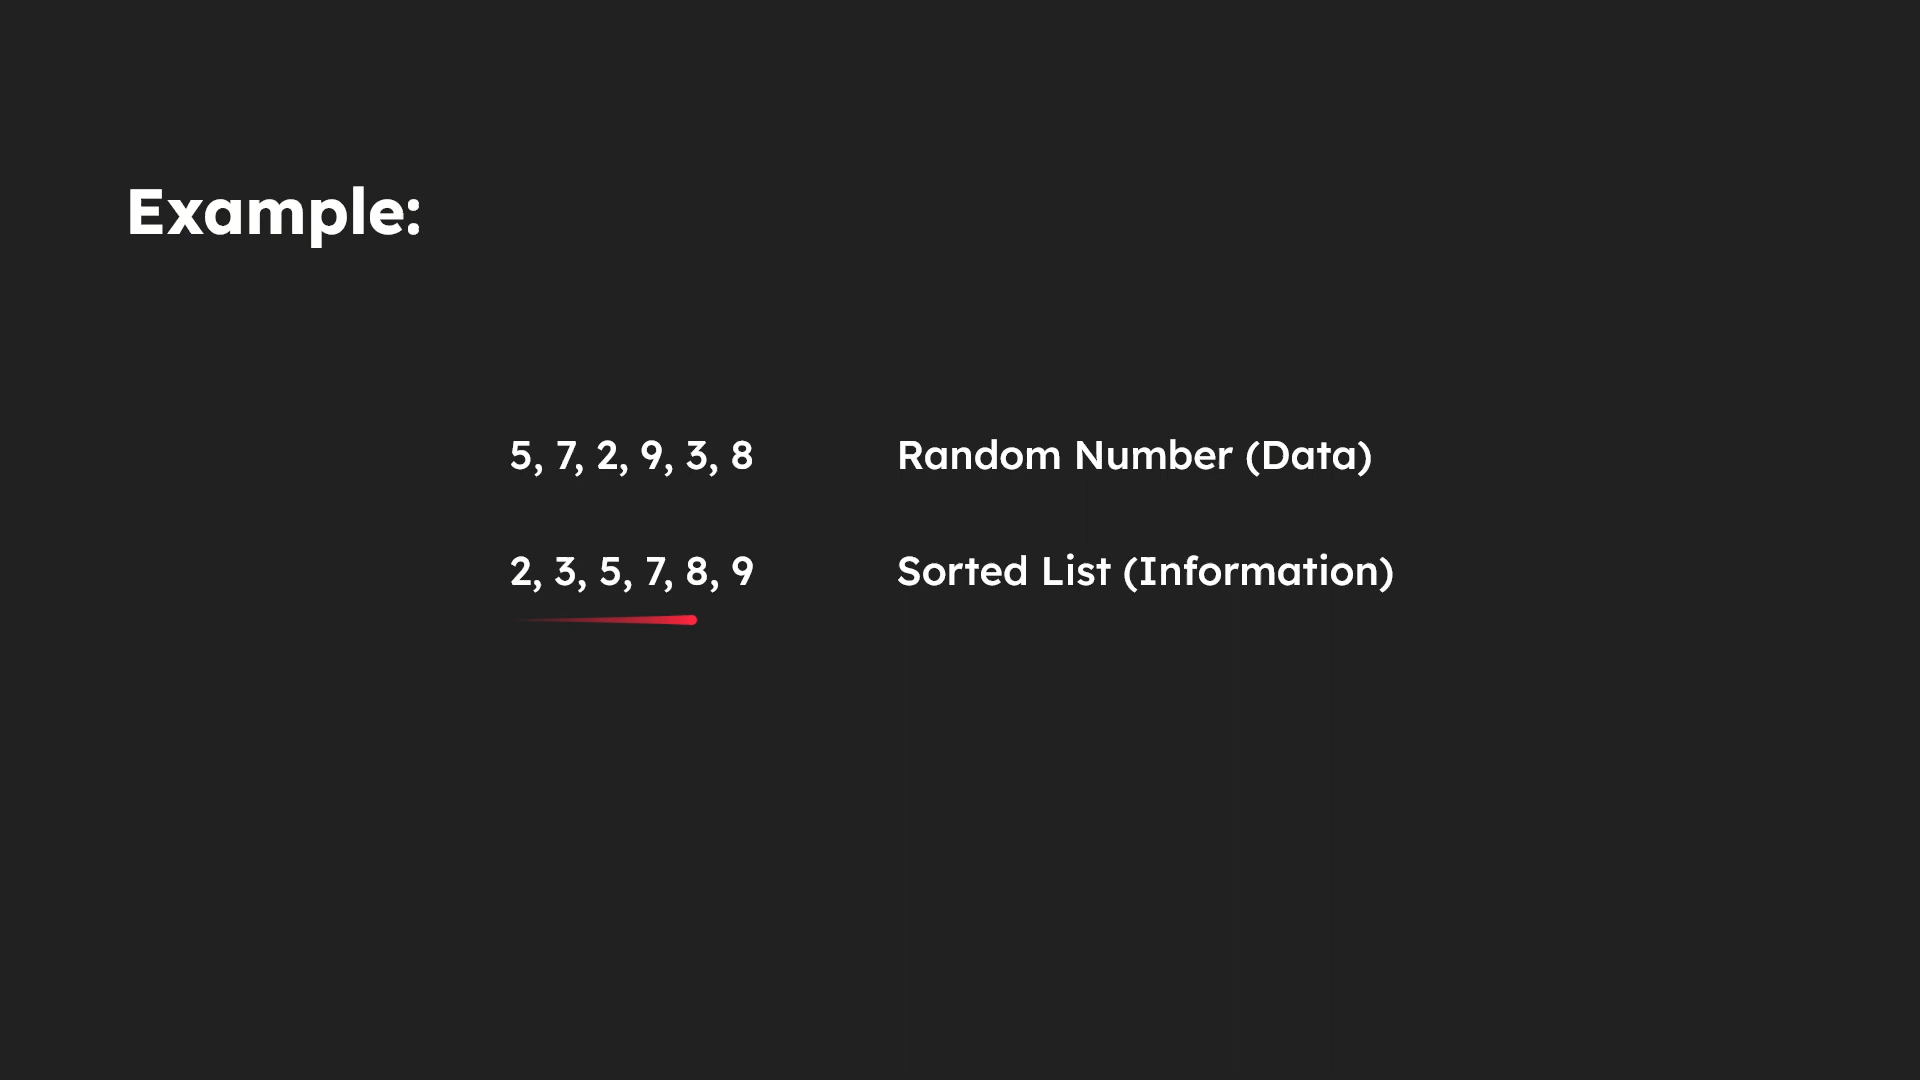 Example:
5, 7, 2, 9, 3, 8 Random Number (Data)
2, 3, 5, 7, 8, 9 Sorted List (Information)